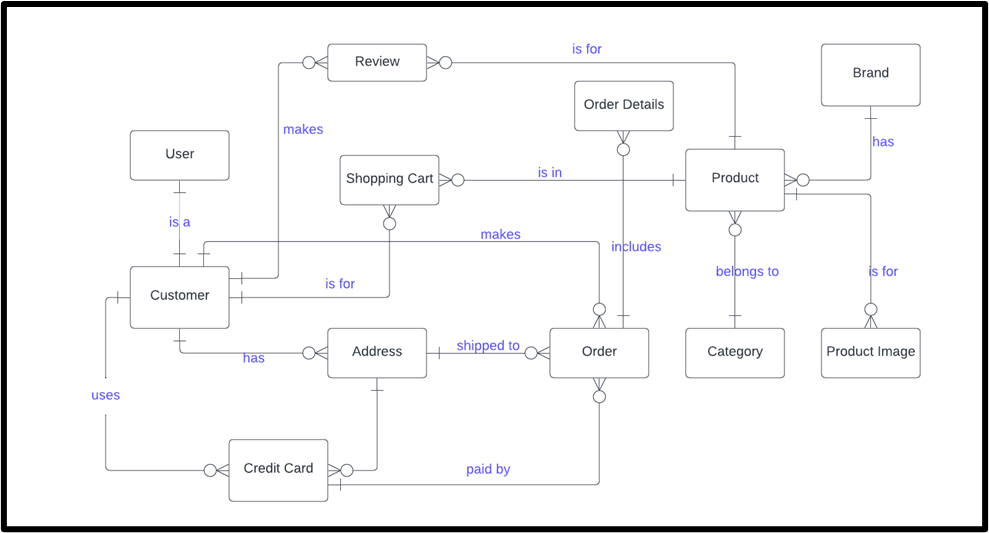 Review
is for
Brand
Order Details
makes
has
User
Shopping Cart
is in
Product
is a
makes
includes
is for
belongs to
is for
Customer
Address
shipped to
Order
Category
Product Image
has
uses
Credit Card
paid by